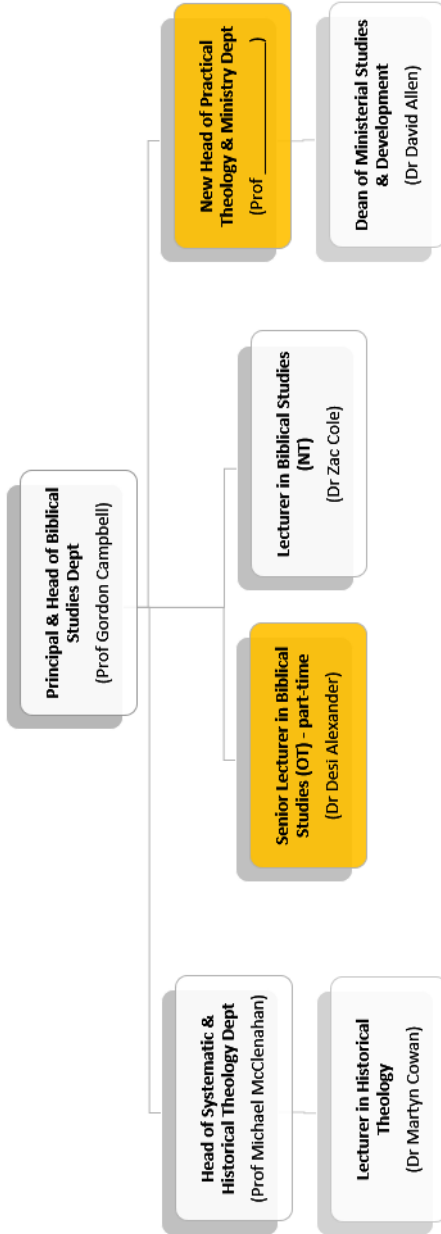 Principal & Head of Biblical
Studies Dept
(Prof Gordon Campbell)
Head of Systematic &
Historical Theology Dept
(Prof Michael McClenahan)
Lecturer in Historical
Theology
(Dr Martyn Cowan)
Senior Lecturer in Biblical
Studies (OT) - part-time
(Dr Desi Alexander)
Lecturer in Biblical Studies
(NT)
(Dr Zac Cole)
New Head of Practical
Theology & Ministry Dept
(Prof ______________)
Dean of Ministerial Studies
& Development
(Dr David Allen)